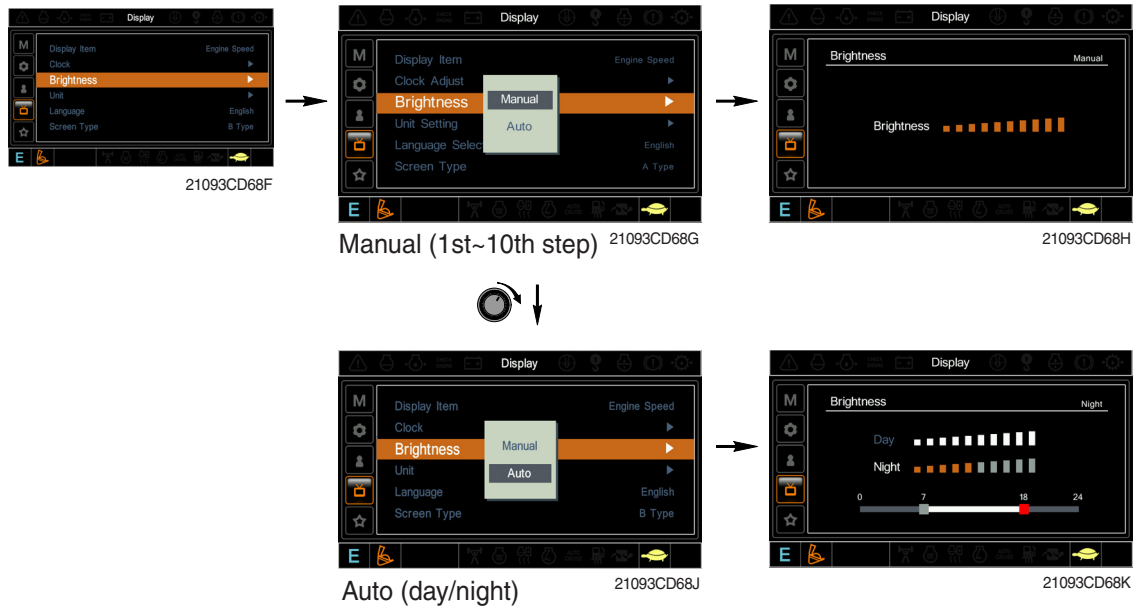 Display
M
Display Item Engine Speed
Clock
Brightness
Unit
Language English
Screen Type B Type
E
21093CD68F
Display
M
Display Item Engine Speed
Clock Adjust
Brightness
Unit Setting
Language Selec English
Screen Type A Type
Manual
Auto
E
Manual (1st~10th step) 21093CD68G
Display
M
Brightness Manual
Brightness
E
21093CD68H
Display
M
Display Item Engine Speed
Clock
Brightness
Unit
Language English
Screen Type B Type
Manual
Auto
E
Auto (day/night) 21093CD68J
Display
M
Brightness Night
Day
Night
0 7 18 24
E
21093CD68K